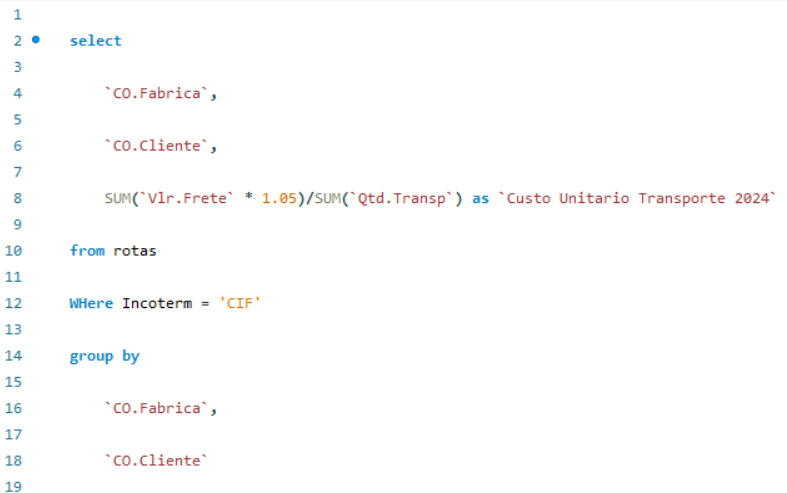 1
2 select
3
4 `CO.Fabrica`,
5
6 `CO.Cliente`,
7
8 SUM(`Vlr.Frete` * 1.05)/SUM(`Qtd.Transp`) as `Custo Unitario Transporte 2024`
9
10 from rotas
11
12 WHere Incoterm = 'CIF'
13
14 group by
15
16 `CO.Fabrica`,
17
18 `CO.Cliente`
19